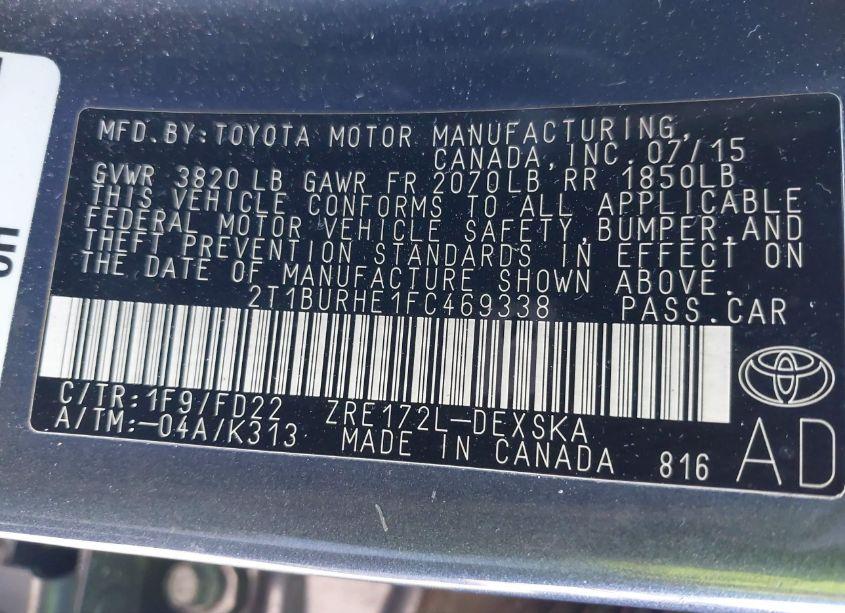 MFD.BY:TOYOTA MOTOR MANUFACTURING,
CANADA,INC.07/15
GVWR 3820 LB GAWR FR 2070LB RR 1850LB
THIS VEHICLE CONFORMS TO ALL APPLICABLE
FEDERAL MOTOR VEHICLE SAFETY,BUMPER,AND
THEFT PREVENTION STANDARDS IN EFFECT ON
THE DATE OF MANUFACTURE SHOWN ABOVE.
2T1BURHE1FC469338 PASS.CAR
C/TR:1F9/FD22 ZRE172L-DEXSKA
A/TM:-04A/K313 MADE IN CANADA 816 AD